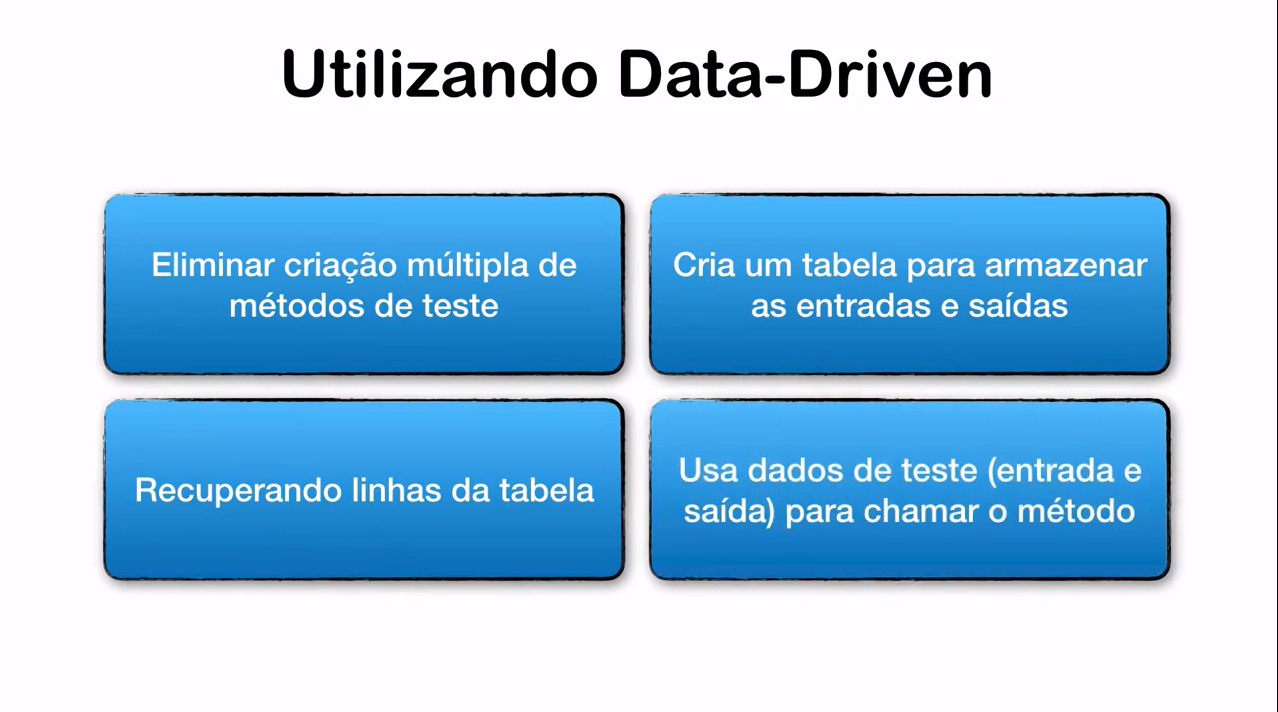 Utilizando Data-Driven
Eliminar criação múltipla de
métodos de teste
Cria um tabela para armazenar
as entradas e saídas
Recuperando linhas da tabela
Usa dados de teste (entrada e
saída) para chamar o método